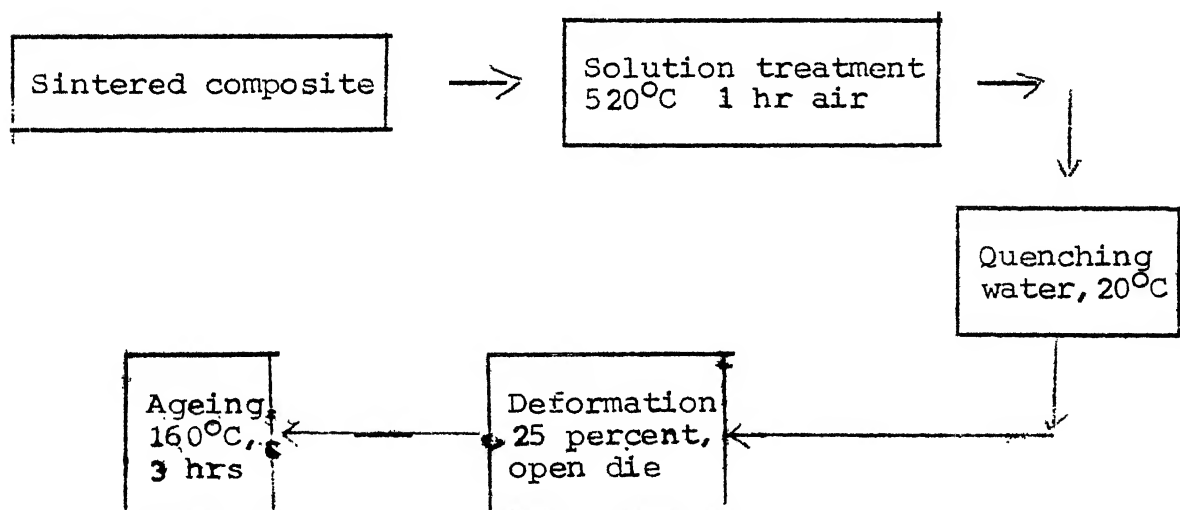 Sintered composite
Solution treatment
520°C 1 hr air
Quenching
water, 20°C
Deformation
25 percent,
open die
Ageing,
160°C,
3 hrs